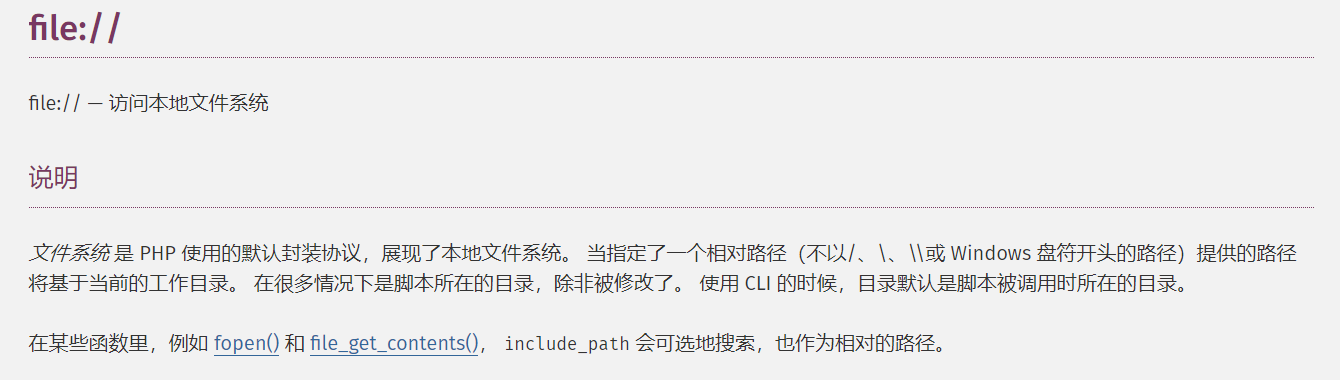 file://
file:// — 访问本地文件系统
说明
文件系统 是 PHP 使用的默认封装协议，展现了本地文件系统。 当指定了一个相对路径（不以/、\、\\或 Windows 盘符开头的路径）提供的路径
将基于当前的工作目录。 在很多情况下是脚本所在的目录，除非被修改了。 使用 CLI 的时候，目录默认是脚本被调用时所在的目录。
在某些函数里，例如 fopen() 和 file_get_contents()， include_path 会可选地搜索，也作为相对的路径。